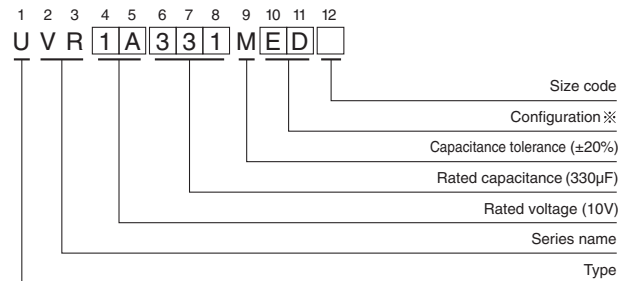 1 2 3 4 5 6 7 8 9 10 11 12
U V R 1 A 3 3 1 M E D
Size code
Configuration※
Capacitance tolerance (±20%)
Rated capacitance (330µF)
Rated voltage (10V)
Series name
Type